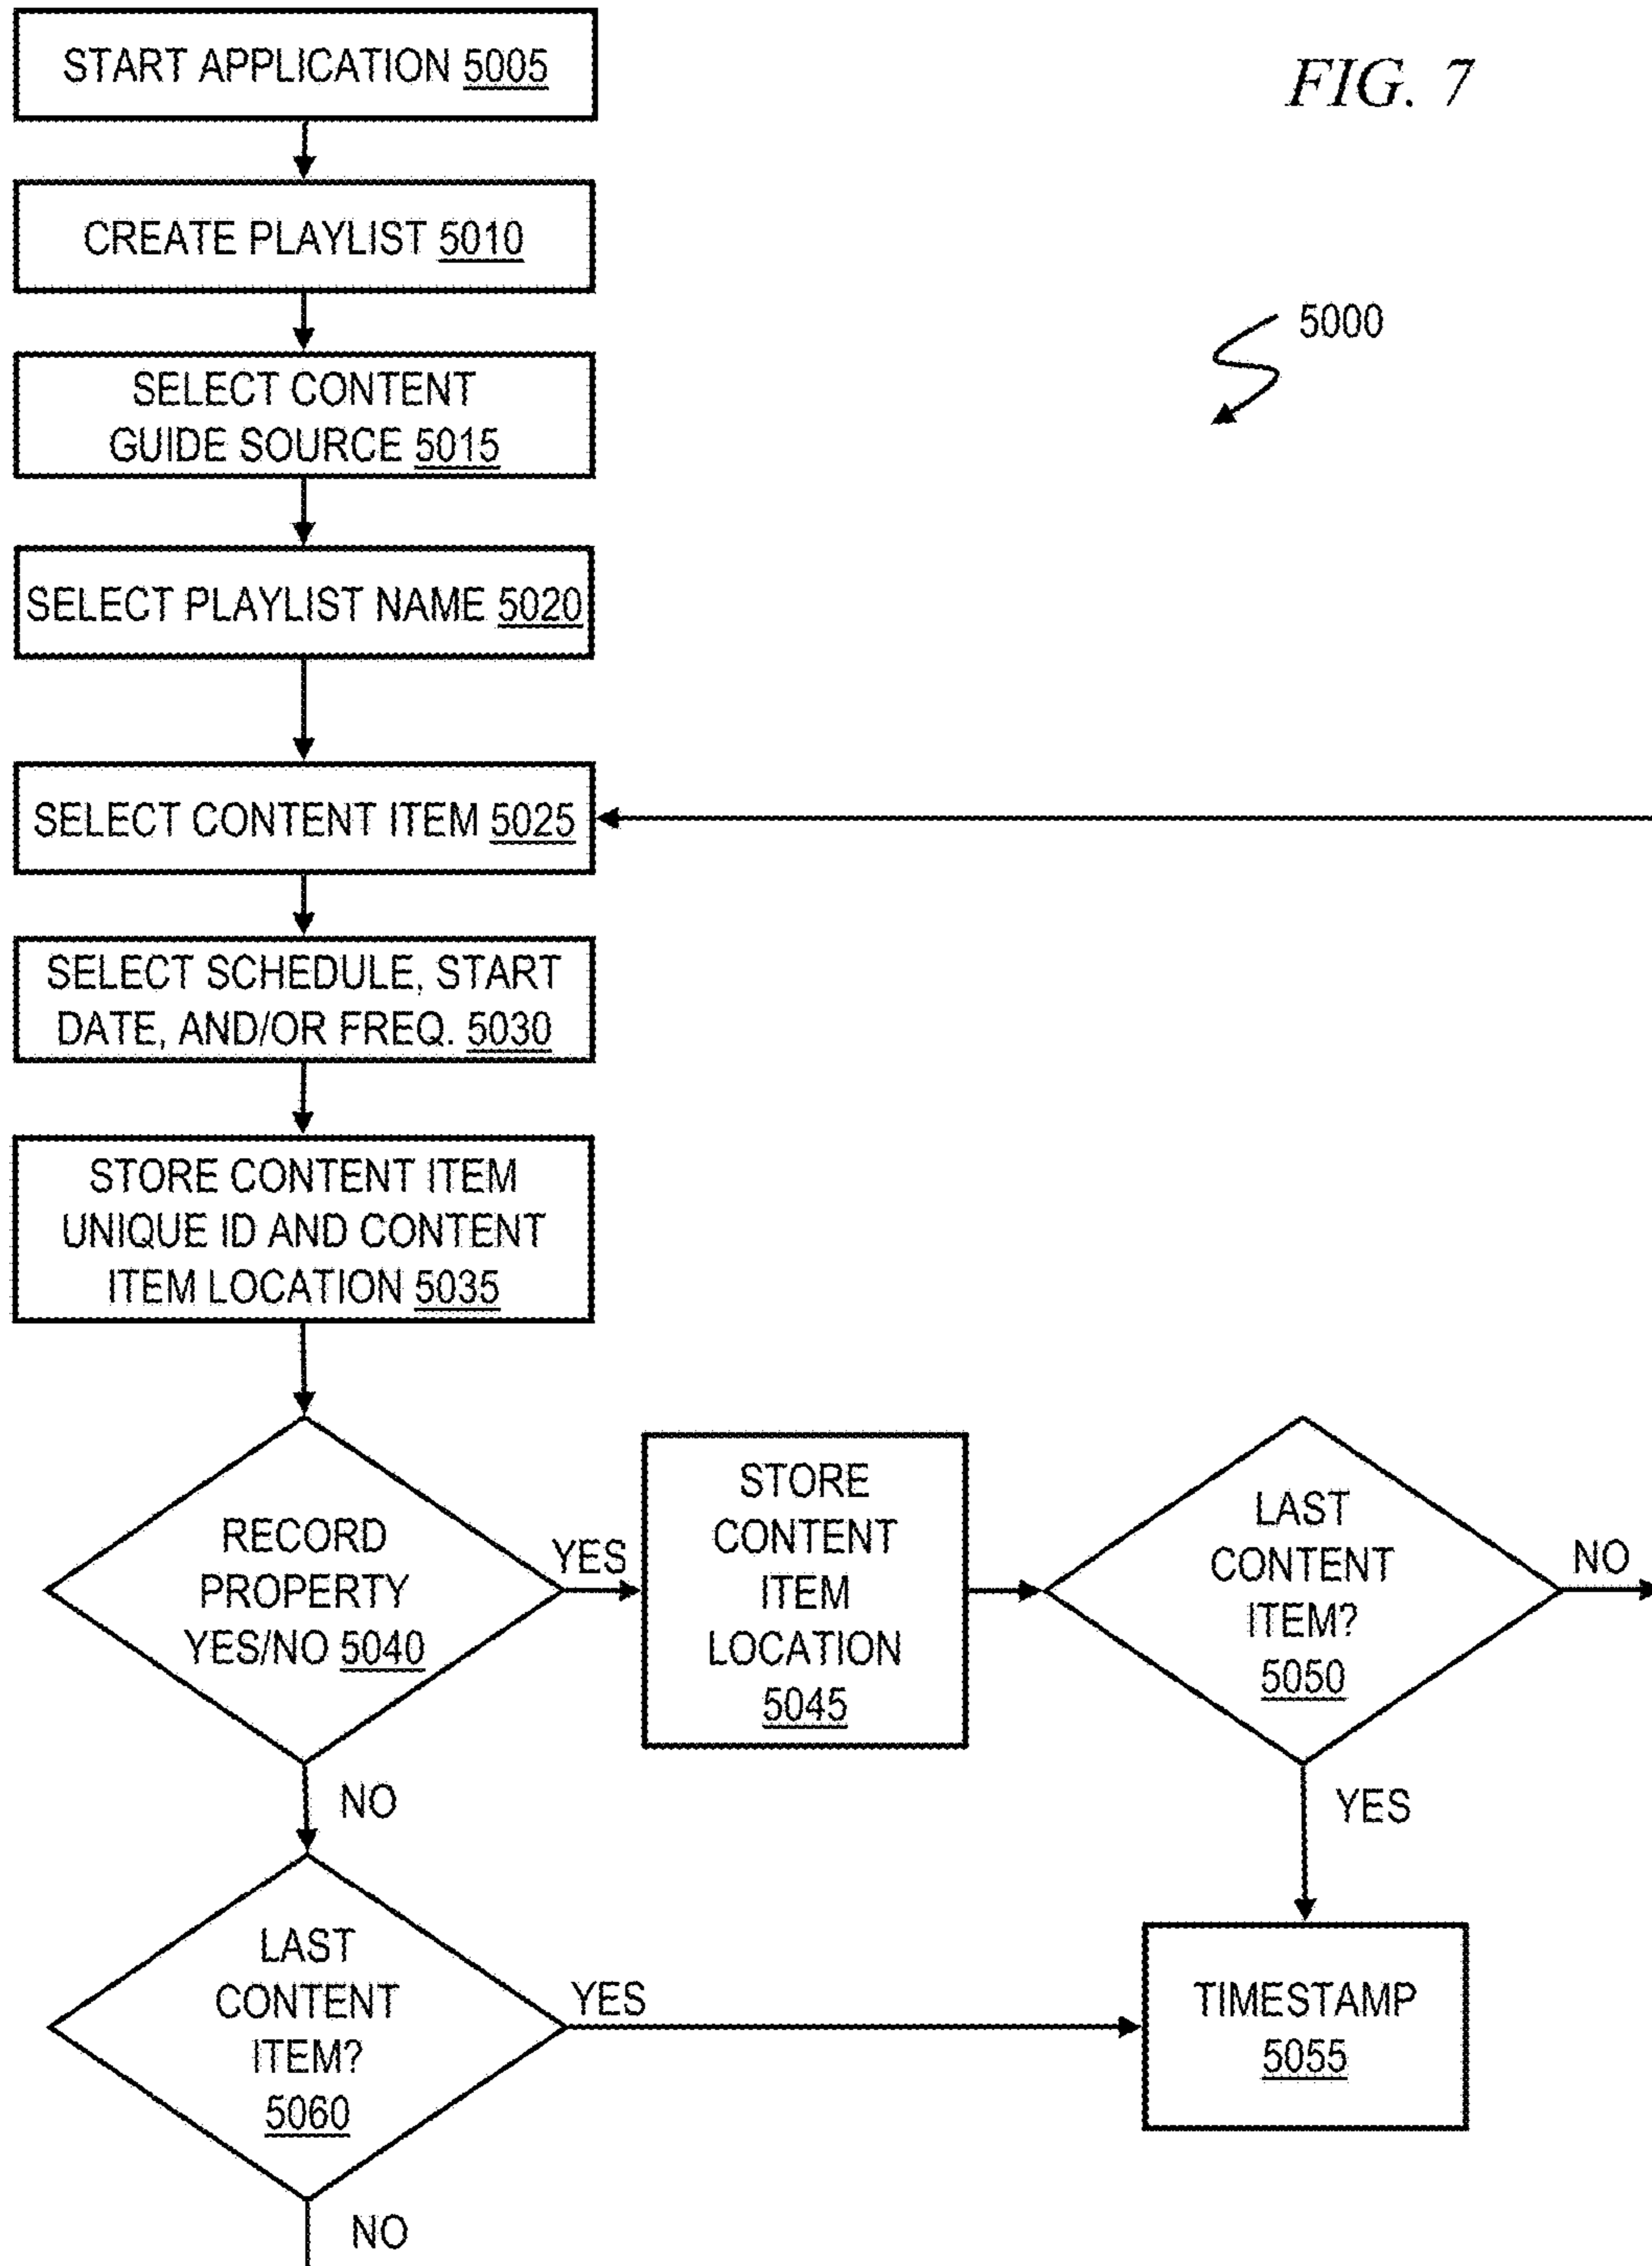 START APPLICATION 5005
FIG. 7
CREATE PLAYLIST 5010
5000
SELECT CONTENT
GUIDE SOURCE 5015
SELECT PLAYLIST NAME 5020
SELECT CONTENT ITEM 5025
SELECT SCHEDULE, START
DATE, AND/OR FREQ. 5030
STORE CONTENT ITEM
UNIQUE ID AND CONTENT
ITEM LOCATION 5035
RECORD
PROPERTY
YES/NO 5040
YES
STORE
CONTENT
ITEM
LOCATION
5045
LAST
CONTENT
ITEM?
5050
NO
NO
YES
LAST
CONTENT
ITEM?
5060
YES
TIMESTAMP
5055
NO